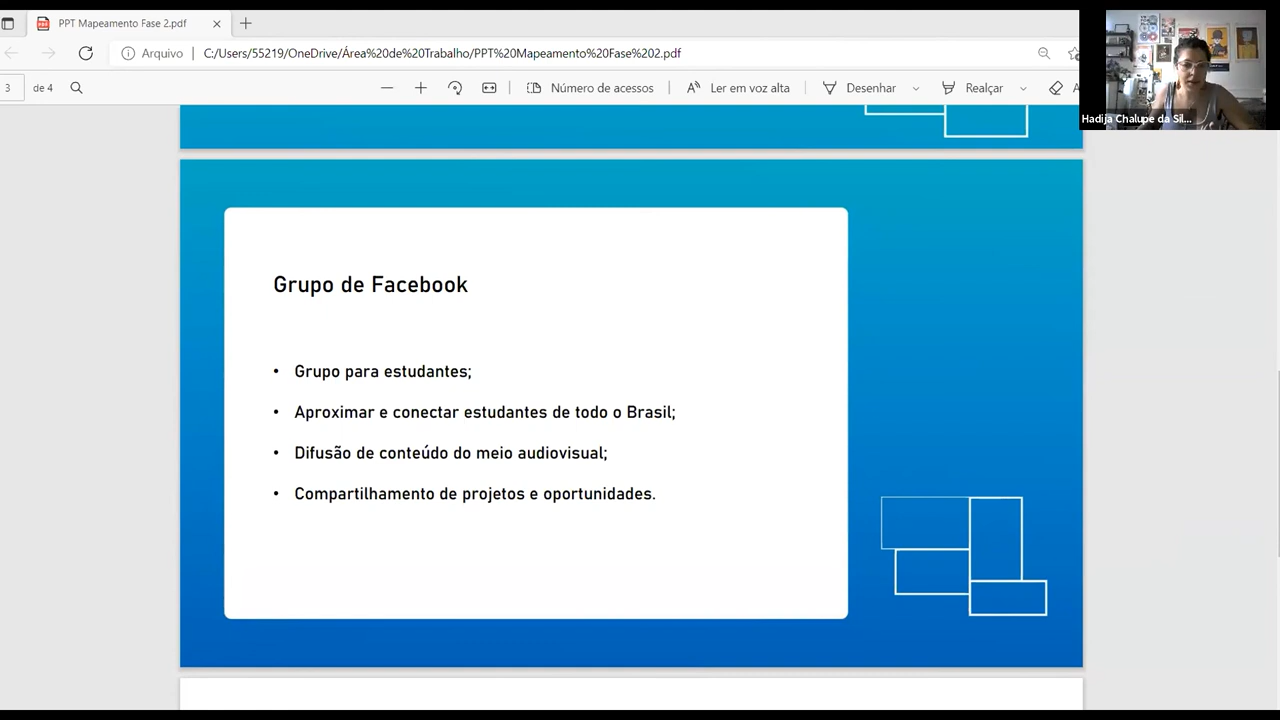 PPT Mapeamento Fase 2.pdf
Arquivo
C:/Users/55219/OneDrive/Área%20de%20Trabalho/PPT%20Mapeamento%20Fase%202.pdf
3
de 4
Número de acessos
Ler em voz alta
Desenhar
Realçar
A
Hadija Chalupe da Sil...
Grupo de Facebook
• Grupo para estudantes;
• Aproximar e conectar estudantes de todo o Brasil;
• Difusão de conteúdo do meio audiovisual;
• Compartilhamento de projetos e oportunidades.